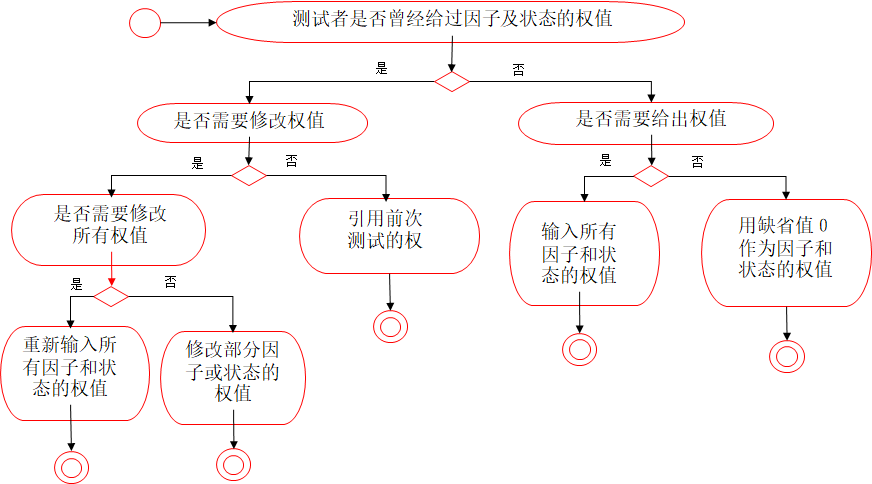 测试者是否曾经给过因子及状态的权值
是
否
是否需要修改权值
是否需要给出权值
是
否
是
否
是否需要修改
所有权值
引用前次
测试的权
输入所有
因子和状
态的权值
用缺省值0
作为因子和
状态的权值
是
否
重新输入所
有因子和状
态的权值
修改部分因
子或状态的
权值